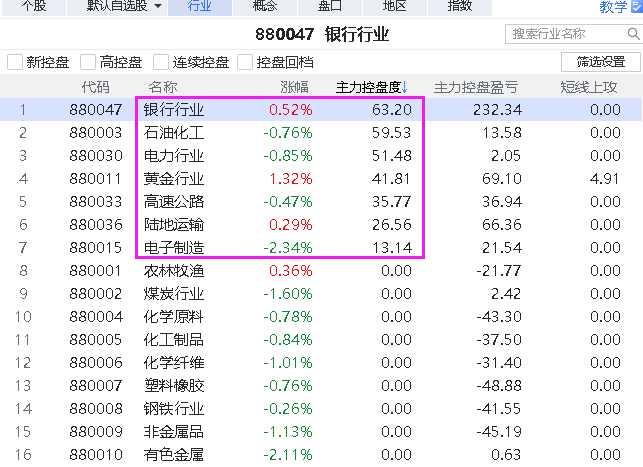 个股 默认自选股 行业 概念 盘口 地区 指数 教学
880047 银行行业 搜索行业名称
新控盘 高控盘 连续控盘 控盘回档 筛选设置
代码 名称 涨幅 主力控盘度↓ 主力控盘盈亏 短线上攻
1 880047 银行行业 0.52% 63.20 232.34 0.00
2 880003 石油化工 -0.76% 59.53 13.58 0.00
3 880030 电力行业 -0.85% 51.48 2.05 0.00
4 880011 黄金行业 1.32% 41.81 69.10 4.91
5 880033 高速公路 -0.47% 35.77 36.94 0.00
6 880036 陆地运输 0.29% 26.56 66.36 0.00
7 880015 电子制造 -2.34% 13.14 21.54 0.00
8 880001 农林牧渔 0.36% 0.00 -21.77 0.00
9 880002 煤炭行业 -1.60% 0.00 2.42 0.00
10 880004 化学原料 -0.78% 0.00 -43.30 0.00
11 880005 化工制品 -0.84% 0.00 -37.50 0.00
12 880006 化学纤维 -1.01% 0.00 -31.40 0.00
13 880007 塑料橡胶 -0.76% 0.00 -48.88 0.00
14 880008 钢铁行业 -0.26% 0.00 -41.55 0.00
15 880009 非金属品 -1.13% 0.00 -45.19 0.00
16 880010 有色金属 -2.11% 0.00 0.63 0.00